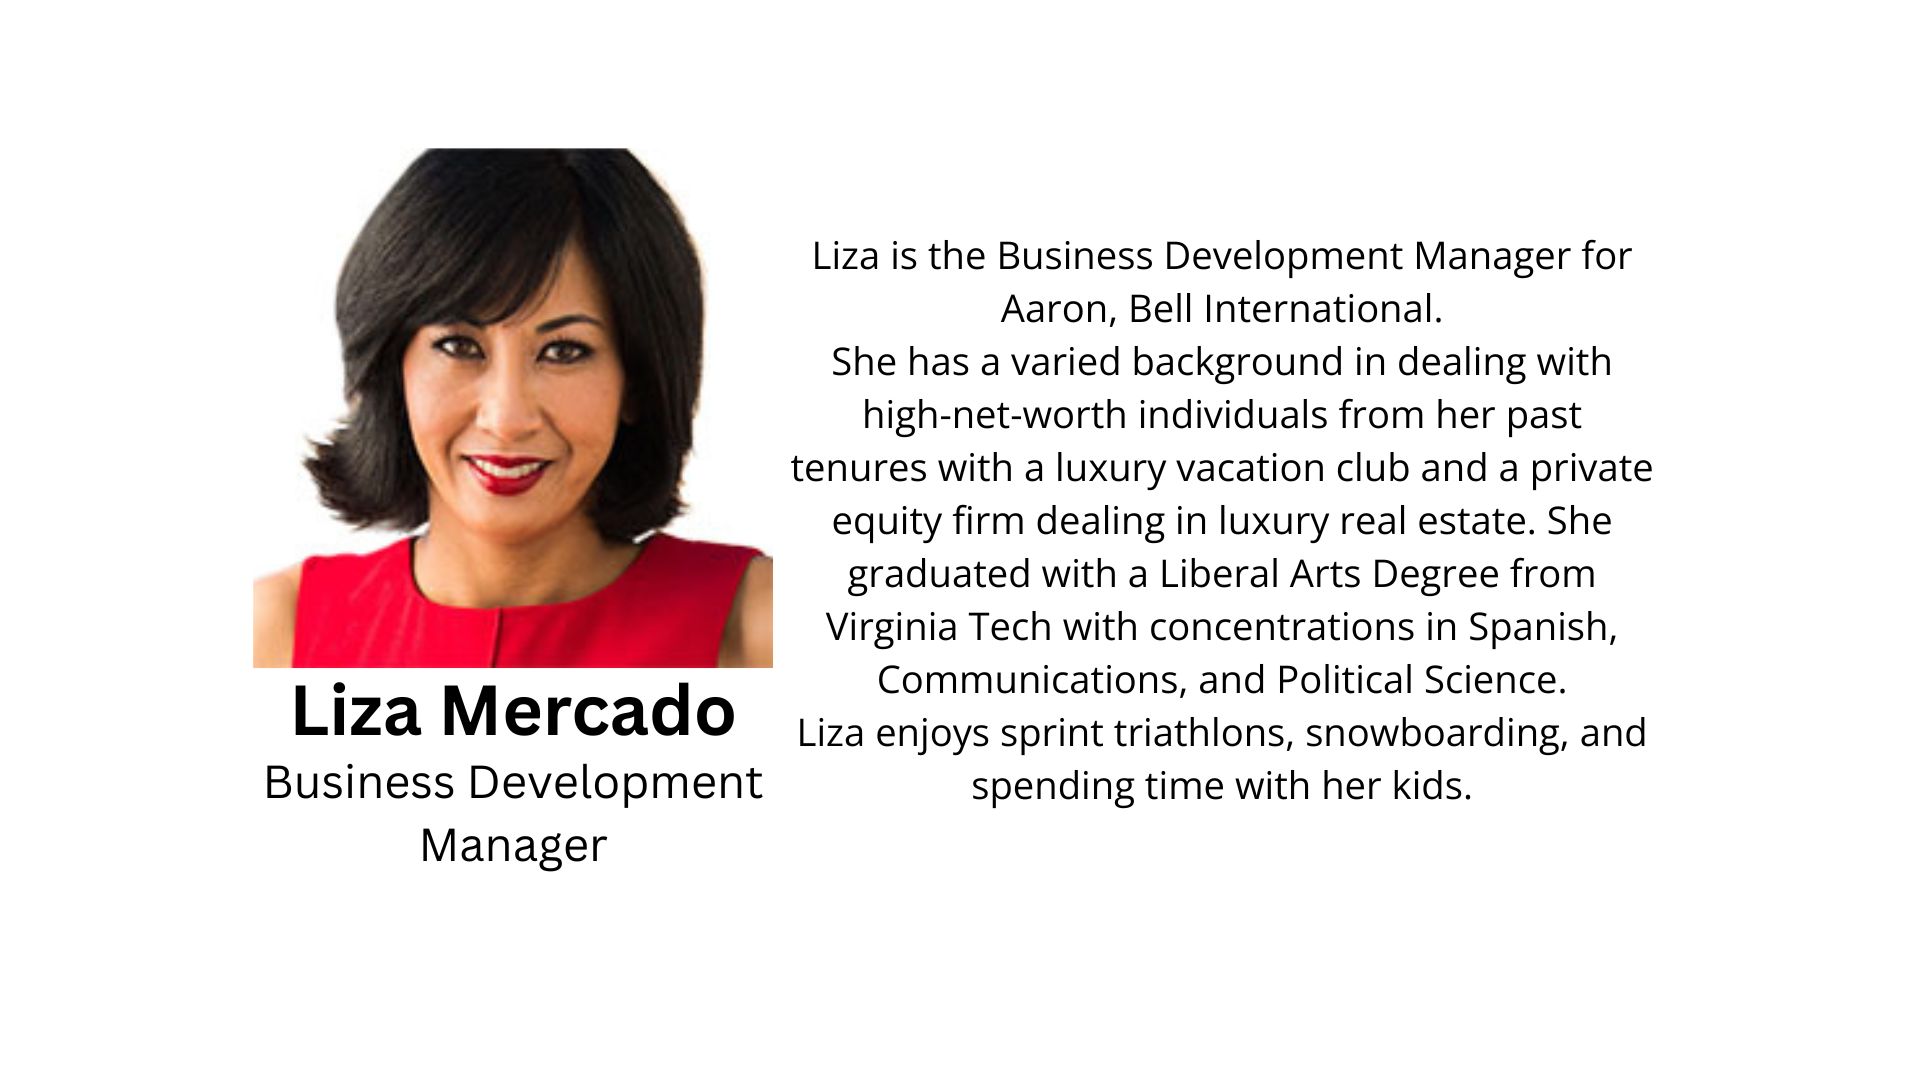 Liza Mercado
Business Development
Manager
Liza is the Business Development Manager for
Aaron, Bell International.
She has a varied background in dealing with
high-net-worth individuals from her past
tenures with a luxury vacation club and a private
equity firm dealing in luxury real estate. She
graduated with a Liberal Arts Degree from
Virginia Tech with concentrations in Spanish,
Communications, and Political Science.
Liza enjoys sprint triathlons, snowboarding, and
spending time with her kids.